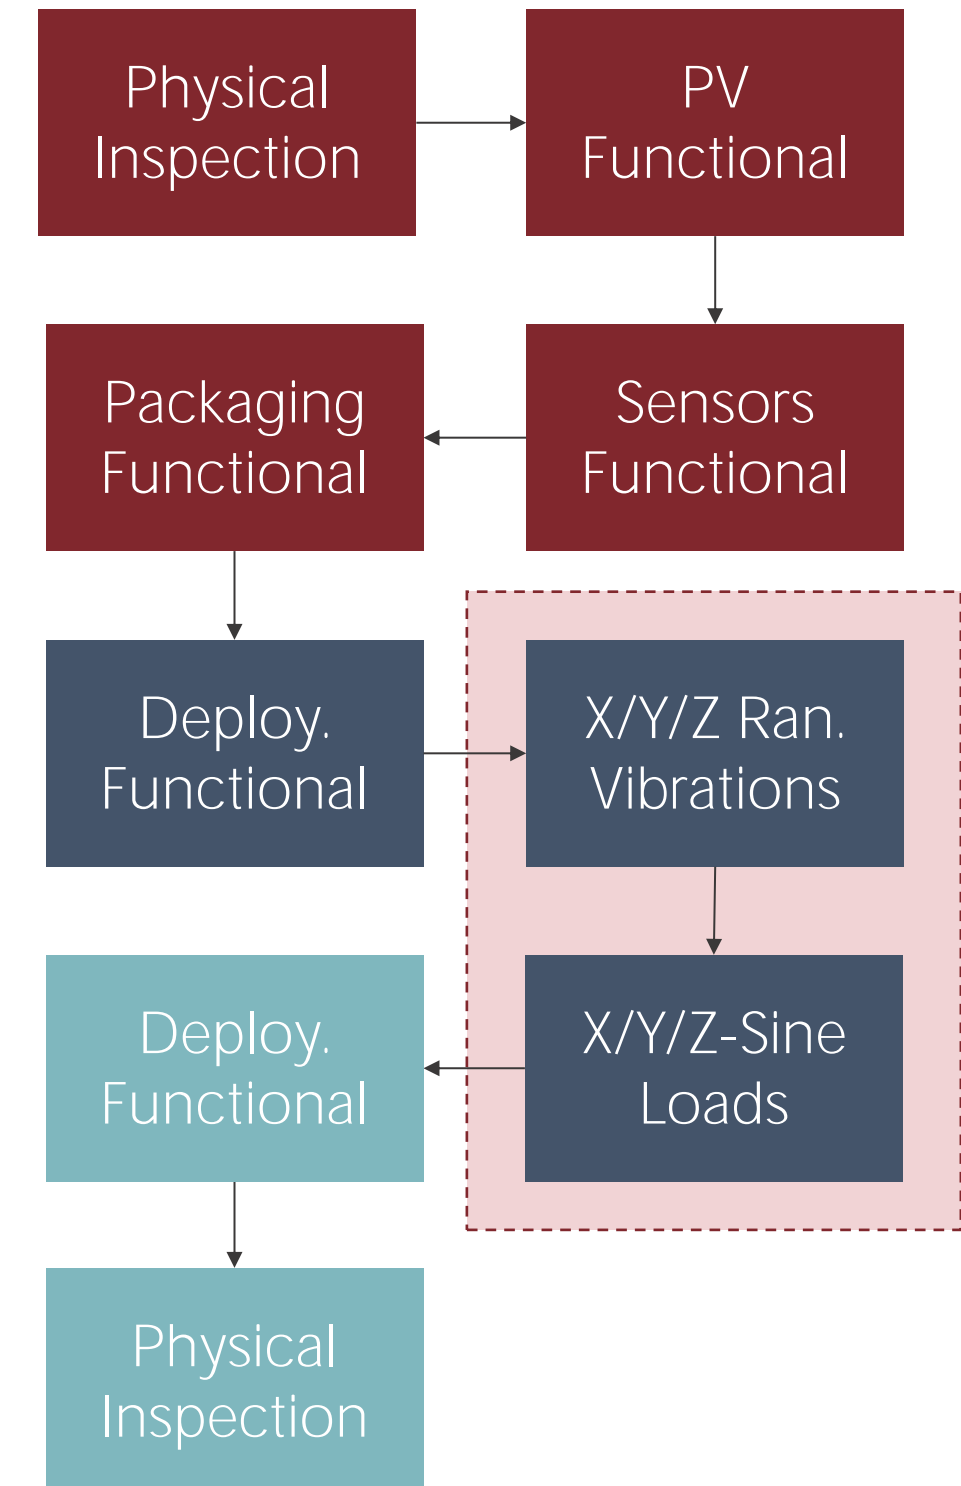 Physical
Inspection
PV
Functional
Sensors
Functional
Packaging
Functional
Deploy.
Functional
X/Y/Z Ran.
Vibrations
X/Y/Z-Sine
Loads
Deploy.
Functional
Physical
Inspection